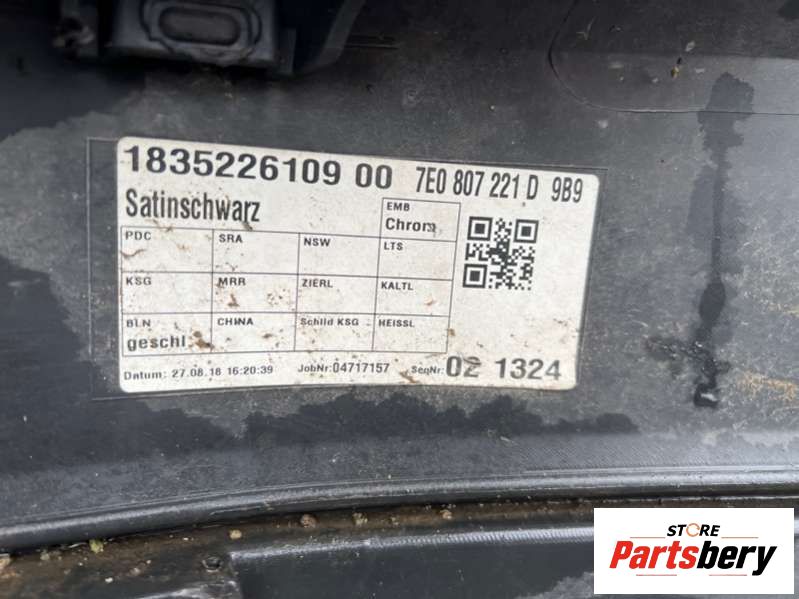 1835226109 00 7E0 807 221 D 9B9
Satinschwarz
EMB
Chrom
PDC SRA NSW LTS
KSG MRR ZIERL KALTL
BLN CHINA Schild KSG HEISSL
geschl.
Datum: 27.08.18 16:20:39 JobNr:04717157 SeqNr: 02 1324
STORE
Partsbery